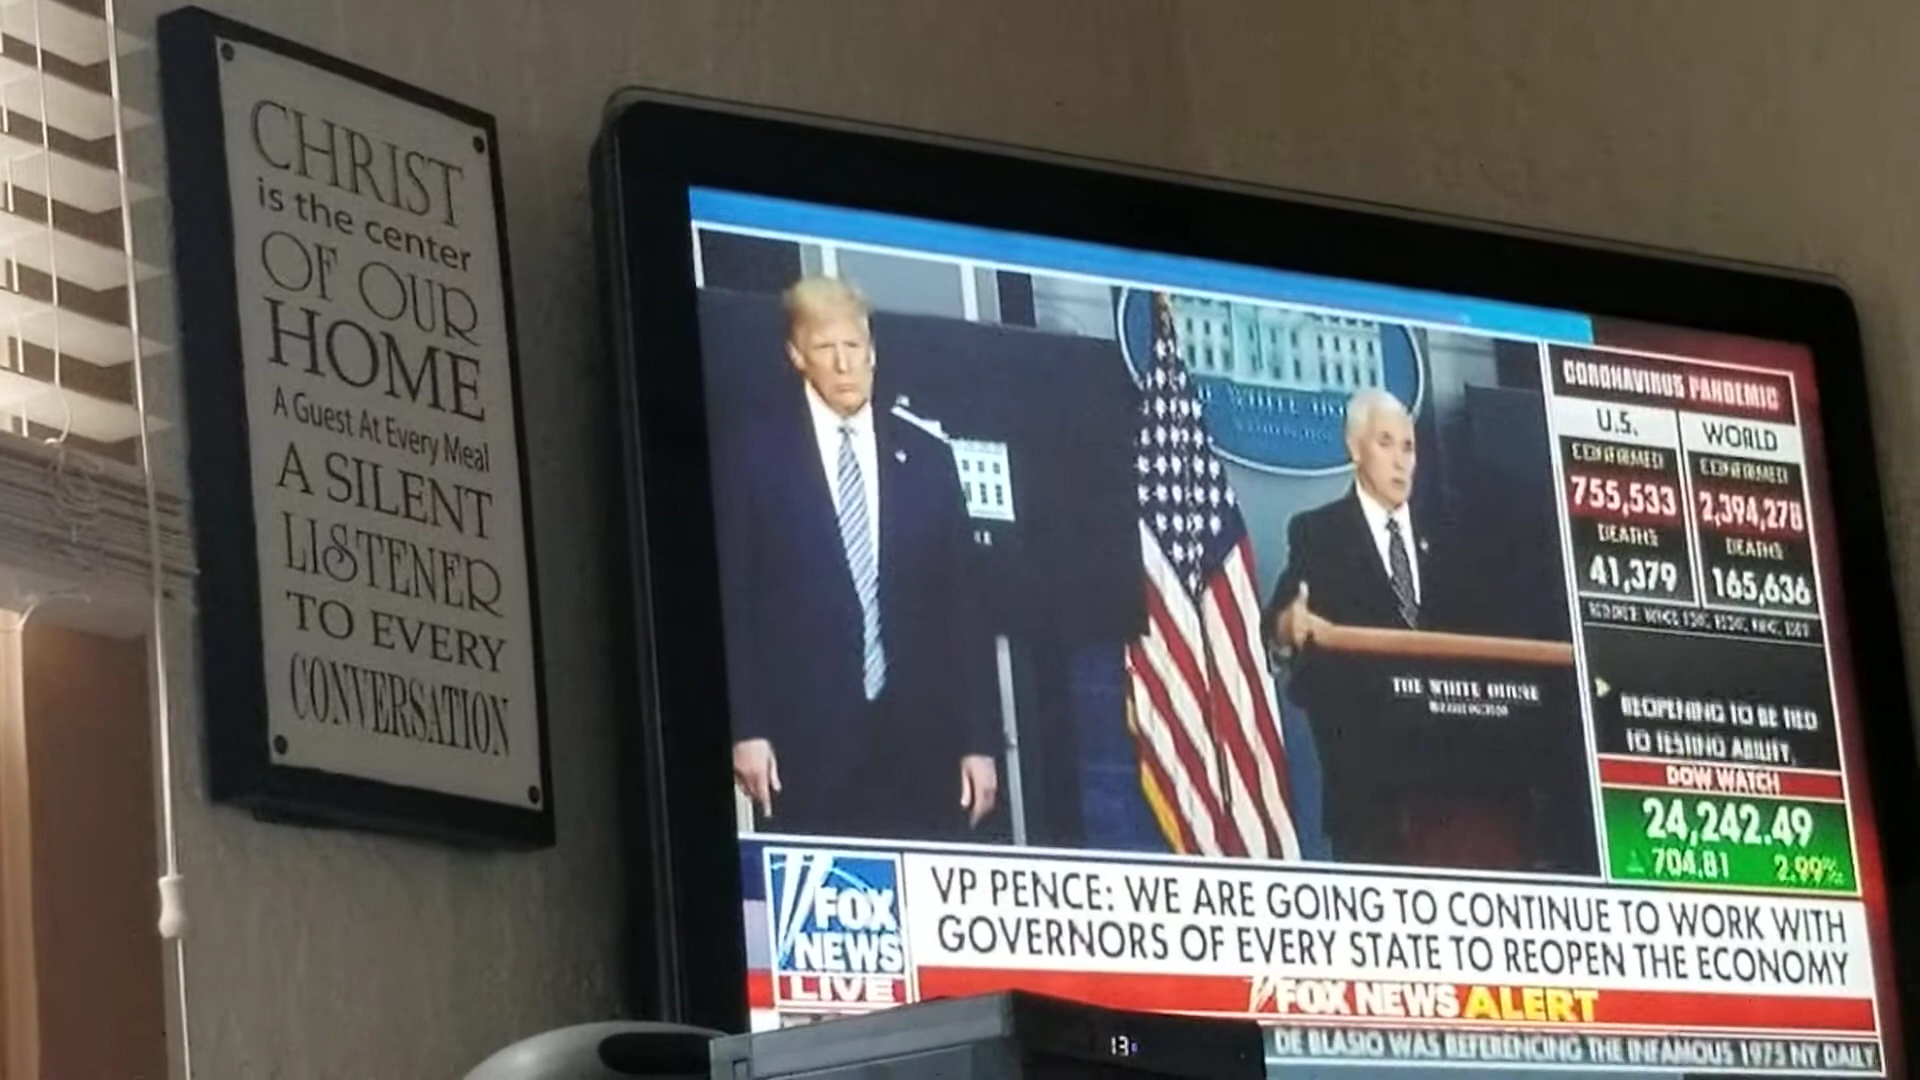 CHRIST
is the center
OF OUR
HOME
A Guest At Every Meal
A SILENT
LISTENER
TO EVERY
CONVERSATION
THE WHITE HOUSE
WASHINGTON
CORONAVIRUS PANDEMIC
U.S.
WORLD
CONFIRMED
CONFIRMED
755,533
2,394,278
DEATHS
DEATHS
41,379
165,636
REOPENING TO BE TIED
TO TESTING ABILITY.
DOW WATCH
24,242.49
704.81 2.99%
FOX
NEWS
LIVE
VP PENCE: WE ARE GOING TO CONTINUE TO WORK WITH
GOVERNORS OF EVERY STATE TO REOPEN THE ECONOMY
FOX NEWS ALERT
DE BLASIO WAS REFERENCING THE INFAMOUS 1975 NY DAILY